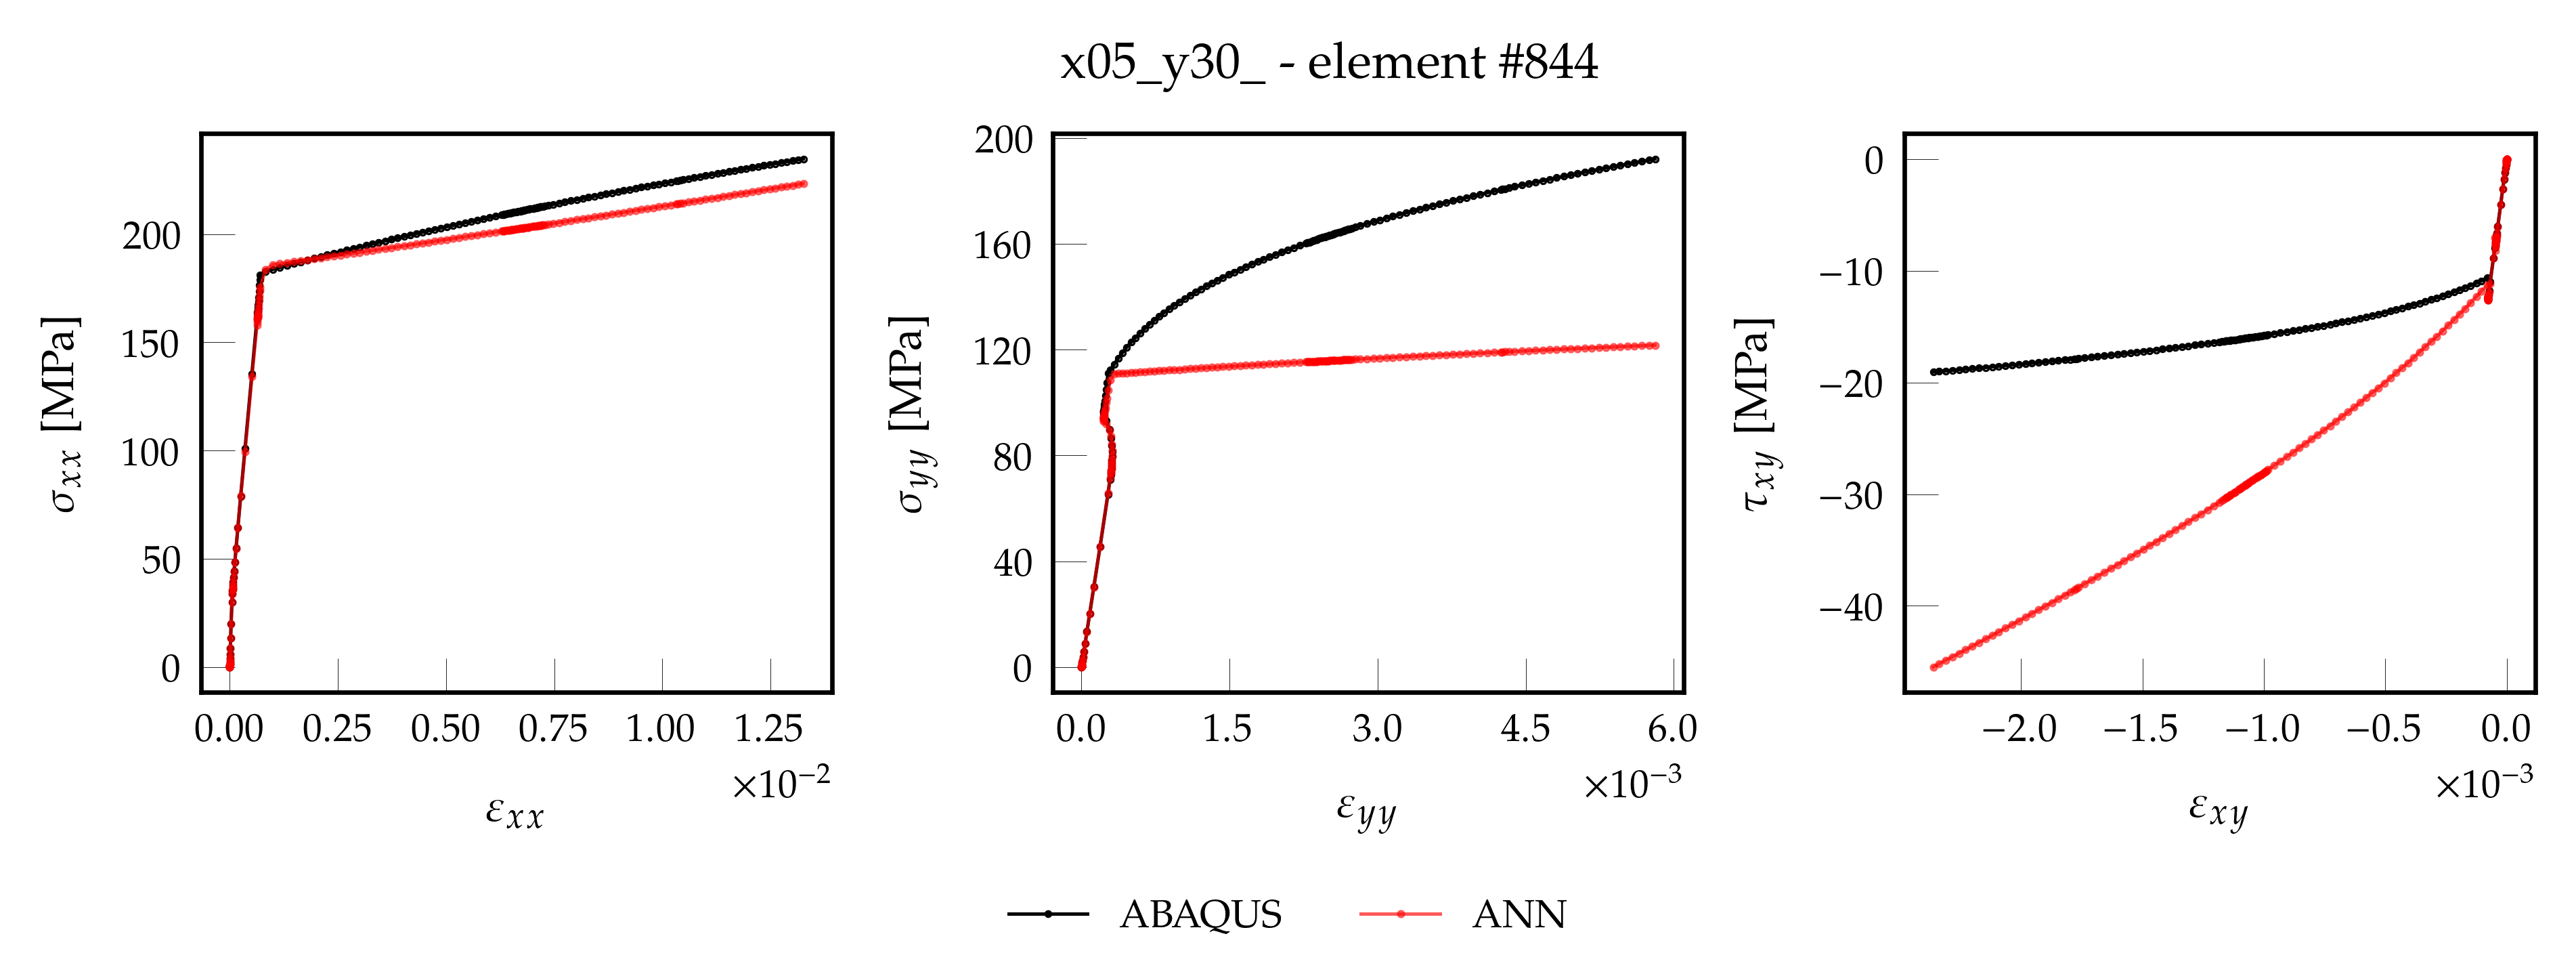 x05_y30_ - element #844
σxx [MPa]
200
150
100
50
0
0.00 0.25 0.50 0.75 1.00 1.25
×10−2
εxx
σyy [MPa]
200
160
120
80
40
0
0.0 1.5 3.0 4.5 6.0
×10−3
εyy
τxy [MPa]
0
−10
−20
−30
−40
−2.0 −1.5 −1.0 −0.5 0.0
×10−3
εxy
ABAQUS ANN